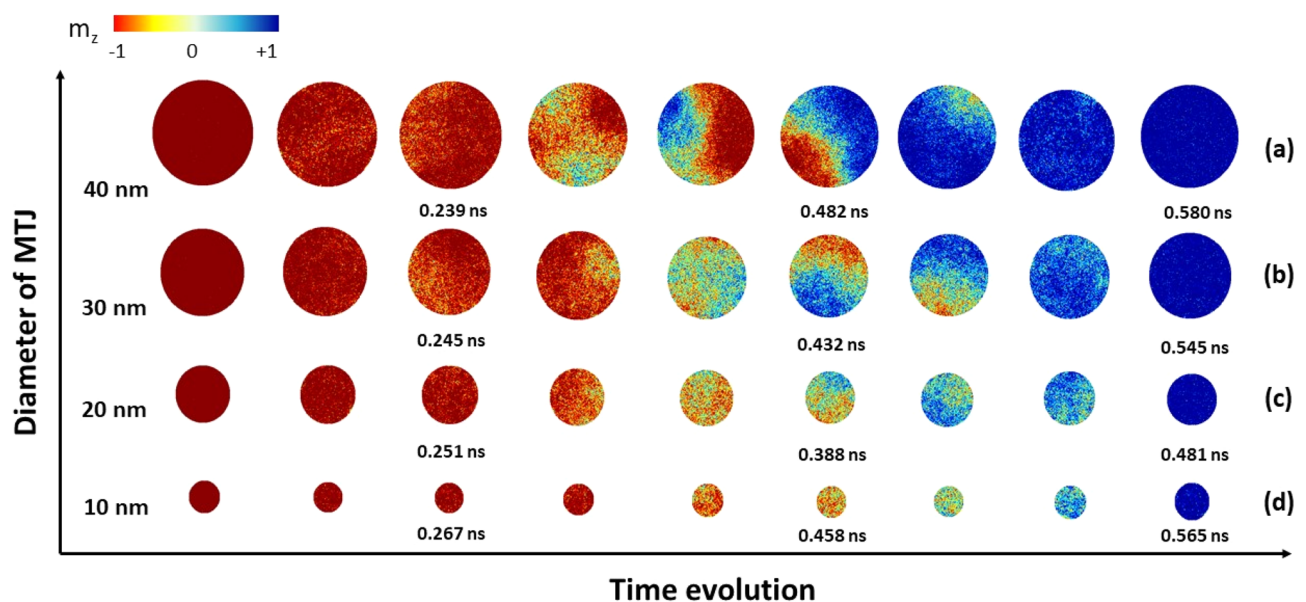 m_z
-1 0 +1
Diameter of MTJ
(a)
40 nm
0.239 ns 0.482 ns 0.580 ns
(b)
30 nm
0.245 ns 0.432 ns 0.545 ns
20 nm (c)
0.251 ns 0.388 ns 0.481 ns
10 nm (d)
0.267 ns 0.458 ns 0.565 ns
Time evolution